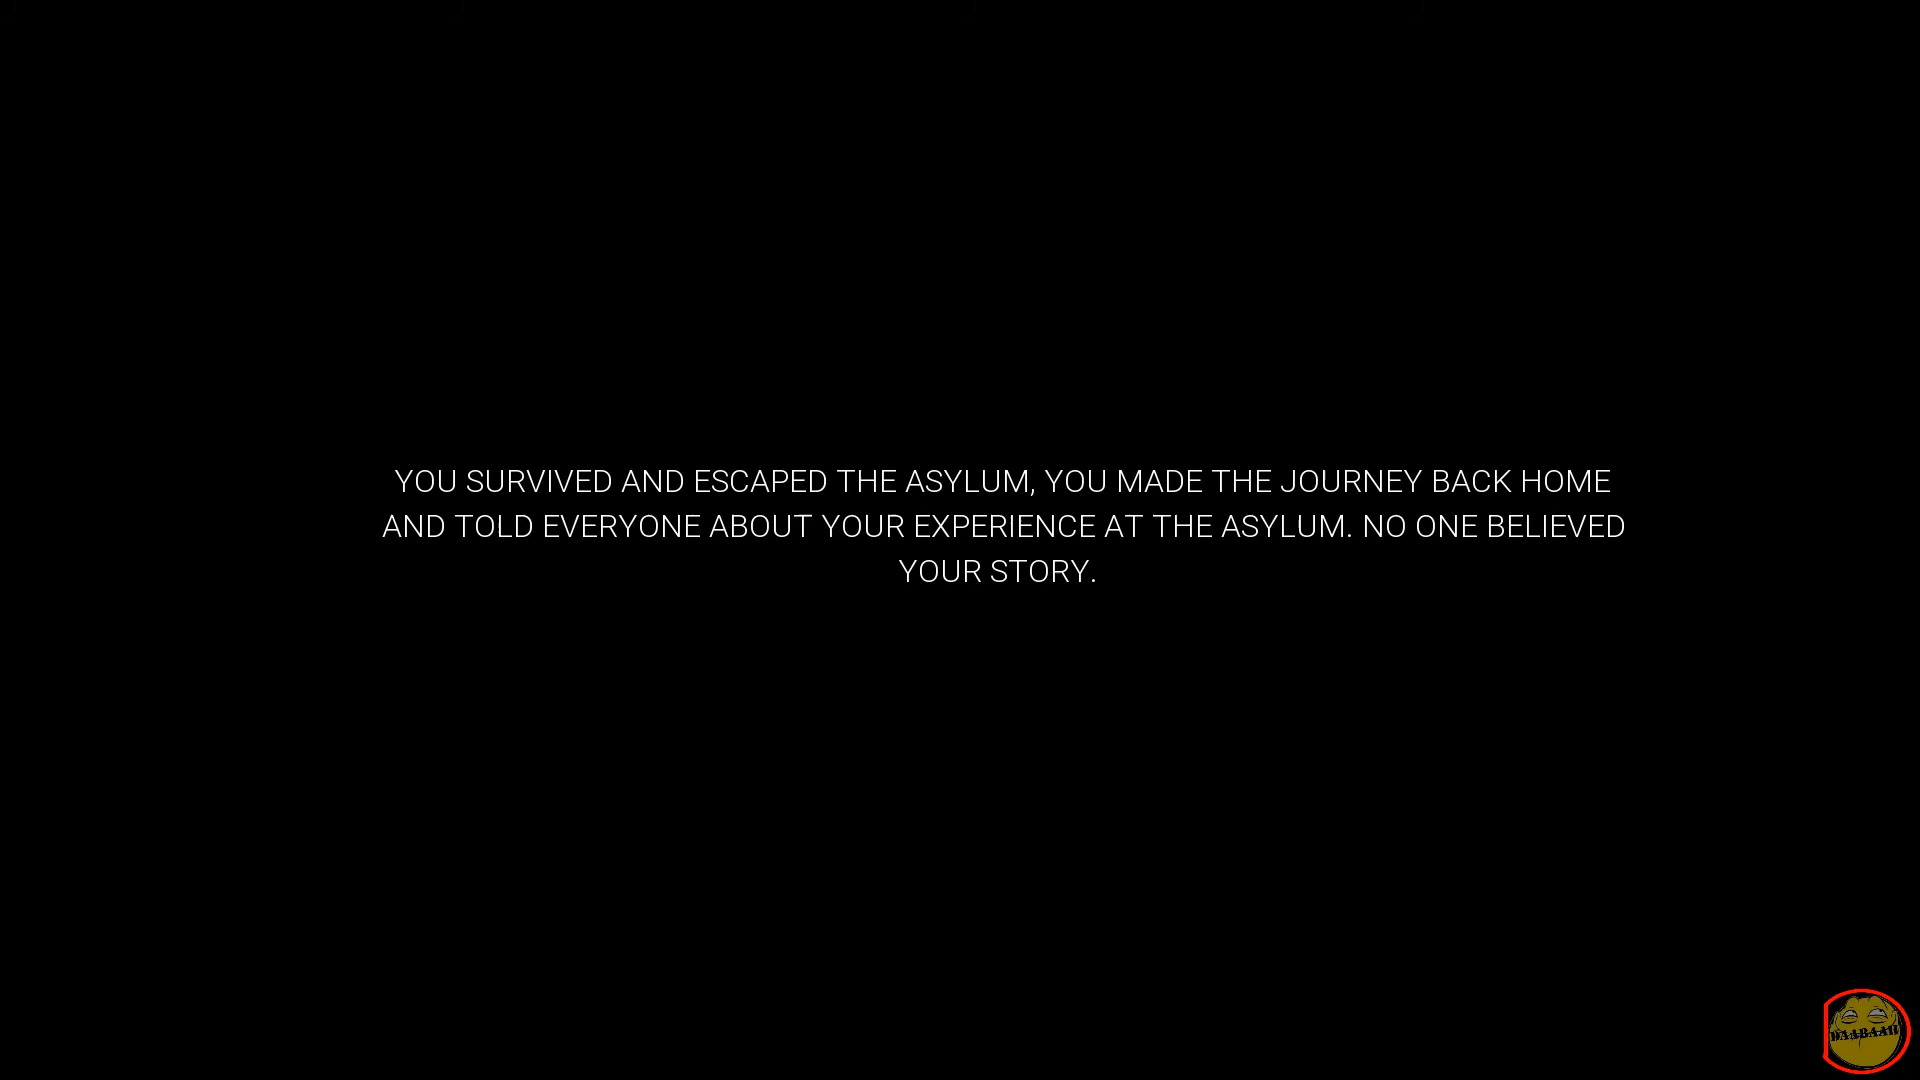 YOU SURVIVED AND ESCAPED THE ASYLUM, YOU MADE THE JOURNEY BACK HOME
AND TOLD EVERYONE ABOUT YOUR EXPERIENCE AT THE ASYLUM. NO ONE BELIEVED
YOUR STORY.
DAABAAH